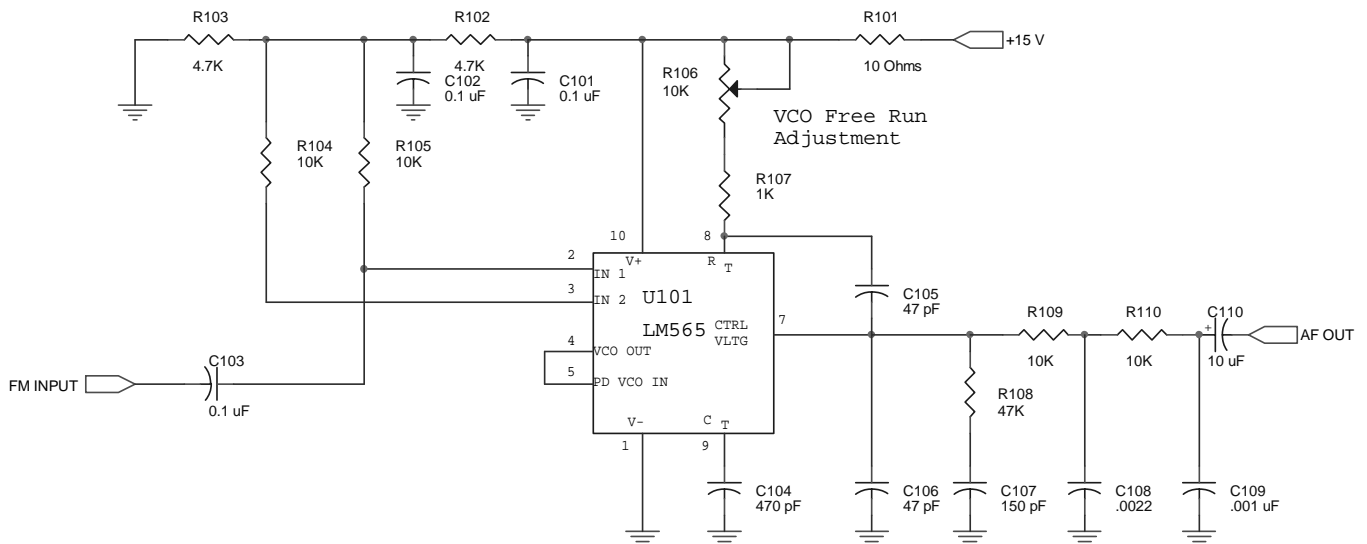 R103
4.7K
R102
4.7K
C102
0.1 uF
C101
0.1 uF
R101
10 Ohms
+15 V
R106
10K
VCO Free Run
Adjustment
R104
10K
R105
10K
R107
1K
10
8
2
3
4
5
V+
R T
IN 1
IN 2
U101
LM565
CTRL
VLTG
7
VCO OUT
PD VCO IN
V-
C T
1
9
C105
47 pF
R109
10K
R110
10K
C110
+
10 uF
AF OUT
FM INPUT
C103
0.1 uF
R108
47K
C104
470 pF
C106
47 pF
C107
150 pF
C108
.0022
C109
.001 uF